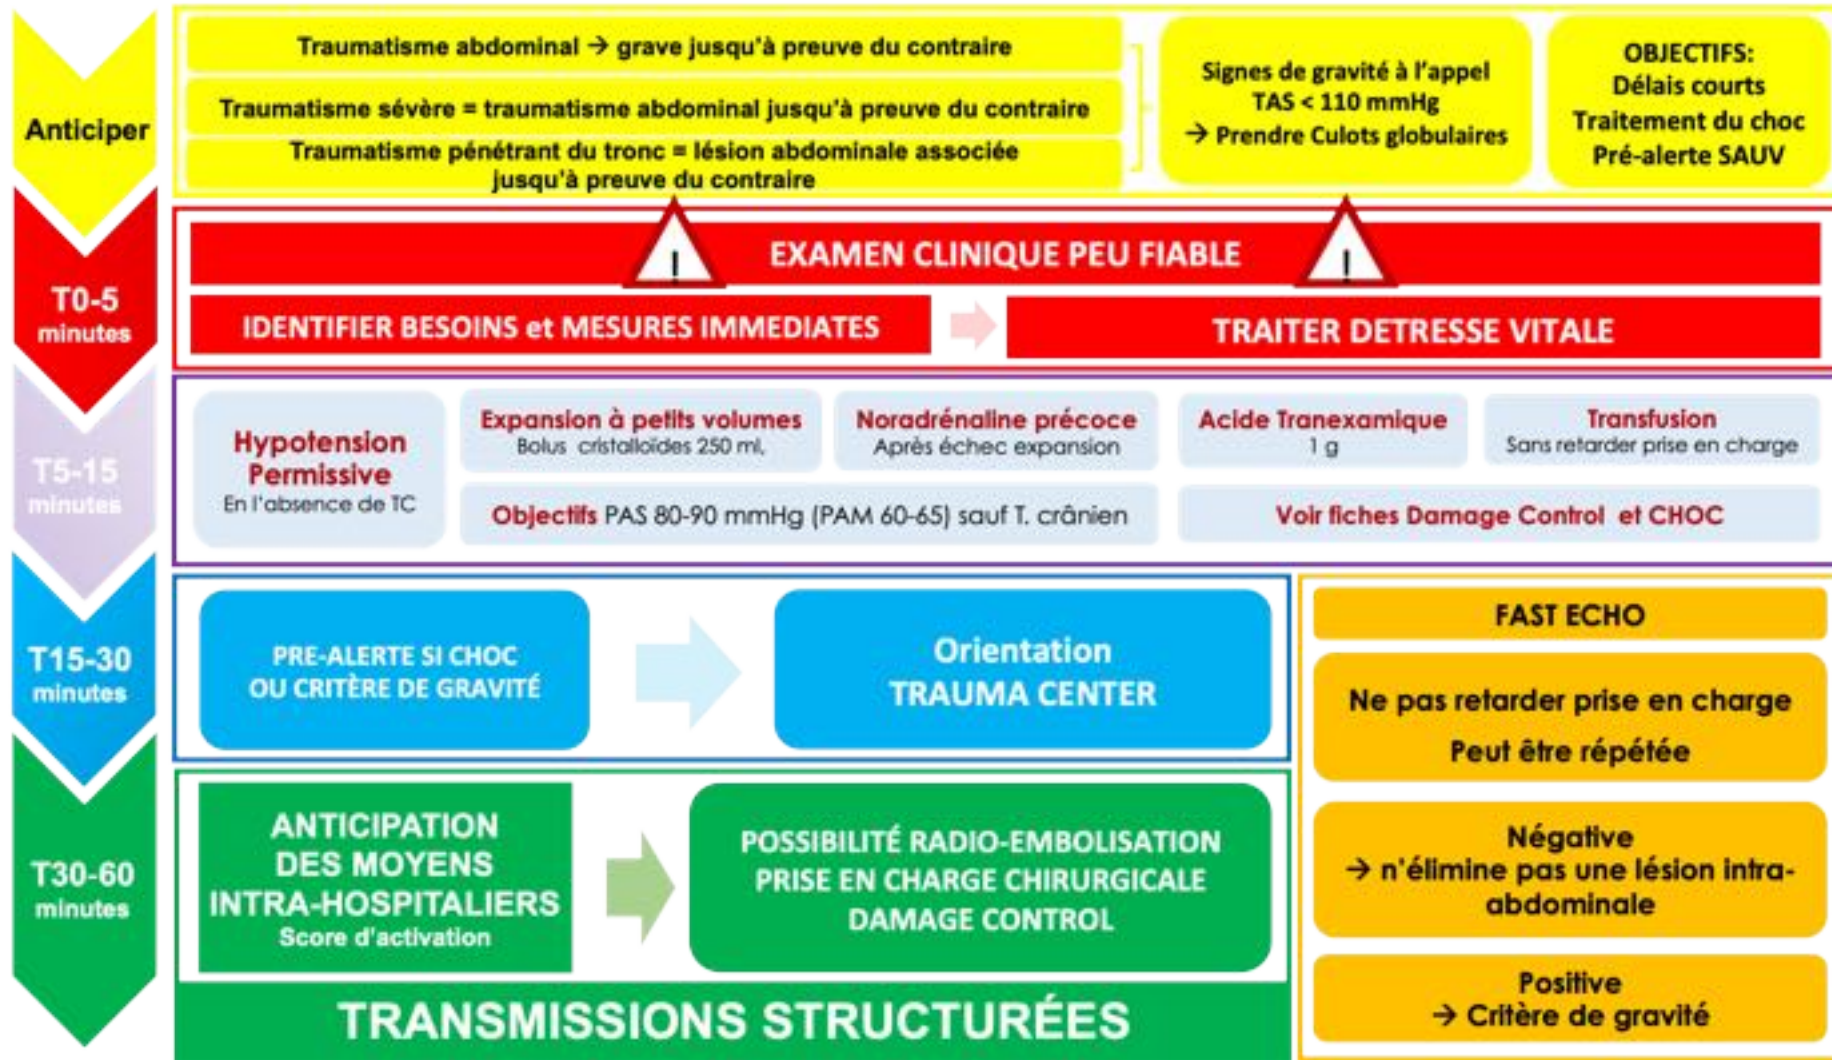 Anticiper
Traumatisme abdominal → grave jusqu'à preuve du contraire
Traumatisme sévère = traumatisme abdominal jusqu'à preuve du contraire
Traumatisme pénétrant du tronc = lésion abdominale associée
jusqu'à preuve du contraire
Signes de gravité à l'appel
TAS < 110 mmHg
→ Prendre Culots globulaires
OBJECTIFS:
Délais courts
Traitement du choc
Pré-alerte SAUV
T0-5
minutes
! EXAMEN CLINIQUE PEU FIABLE !
IDENTIFIER BESOINS et MESURES IMMEDIATES
TRAITER DETRESSE VITALE
T5-15
minutes
Hypotension
Permissive
En l'absence de TC
Expansion à petits volumes
Bolus cristalloïdes 250 ml,
Noradrénaline précoce
Après échec expansion
Acide Tranexamique
1 g
Transfusion
Sans retarder prise en charge
Objectifs PAS 80-90 mmHg (PAM 60-65) sauf T. crânien
Voir fiches Damage Control et CHOC
T15-30
minutes
PRE-ALERTE SI CHOC
OU CRITÈRE DE GRAVITÉ
Orientation
TRAUMA CENTER
T30-60
minutes
ANTICIPATION
DES MOYENS
INTRA-HOSPITALIERS
Score d'activation
POSSIBILITÉ RADIO-EMBOLISATION
PRISE EN CHARGE CHIRURGICALE
DAMAGE CONTROL
TRANSMISSIONS STRUCTURÉES
FAST ECHO
Ne pas retarder prise en charge
Peut être répétée
Négative
→ n'élimine pas une lésion intra-
abdominale
Positive
→ Critère de gravité